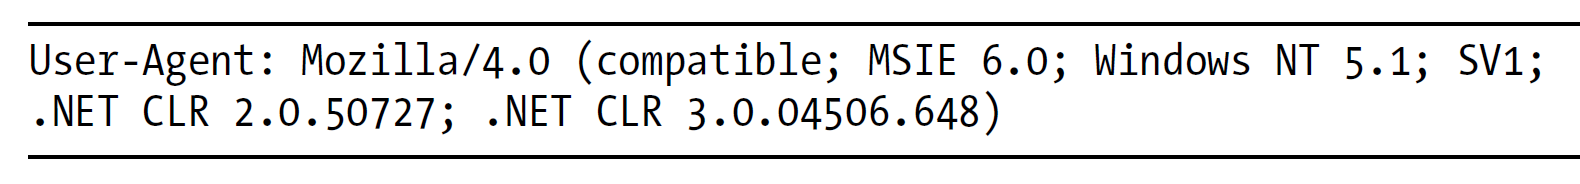 User-Agent: Mozilla/4.0 (compatible; MSIE 6.0; Windows NT 5.1; SV1;
.NET CLR 2.0.50727; .NET CLR 3.0.04506.648)